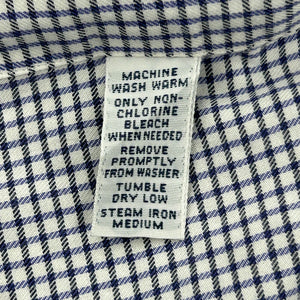 MACHINE
WASH WARM
ONLY NON-
CHLORINE
BLEACH
WHEN NEEDED
REMOVE
PROMPTLY
FROM WASHER
TUMBLE
DRY LOW
STEAM IRON
MEDIUM